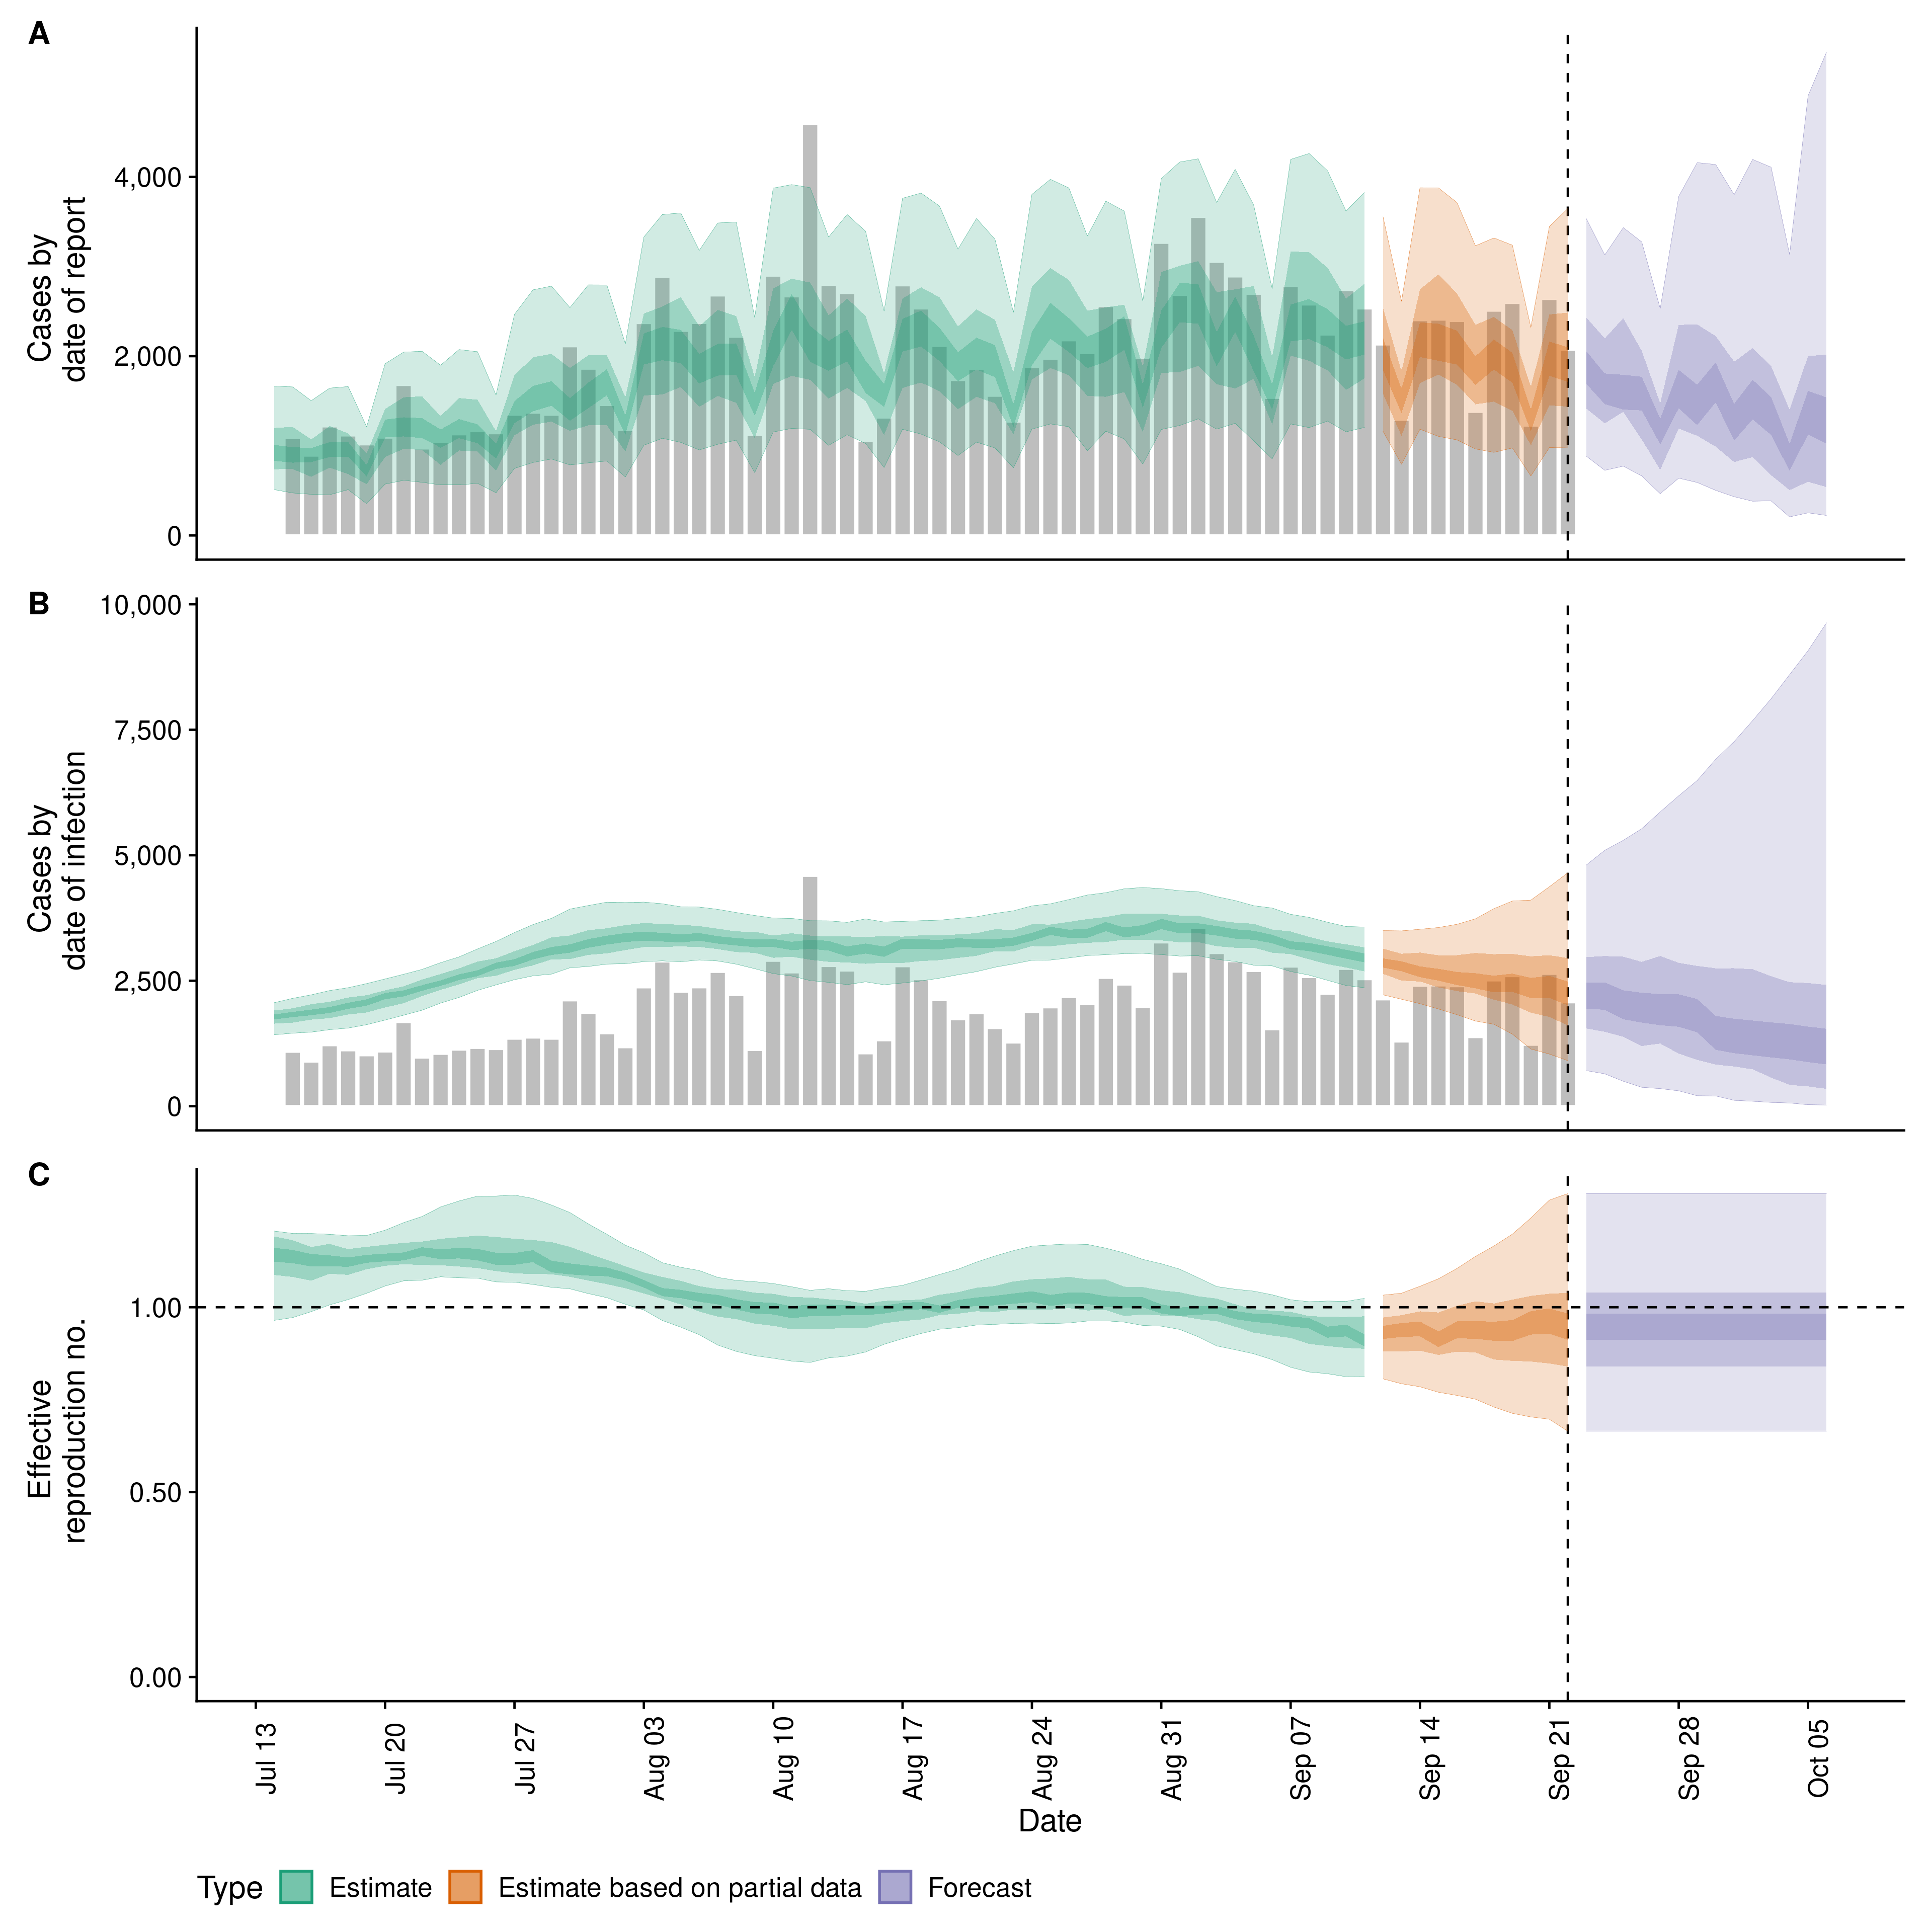 A
Cases by
date of report
4,000
2,000
0
B
Cases by
date of infection
10,000
7,500
5,000
2,500
0
C
Effective
reproduction no.
1.00
0.50
0.00
Jul 13
Jul 20
Jul 27
Aug 03
Aug 10
Aug 17
Aug 24
Aug 31
Sep 07
Sep 14
Sep 21
Sep 28
Oct 05
Date
Type Estimate Estimate based on partial data Forecast